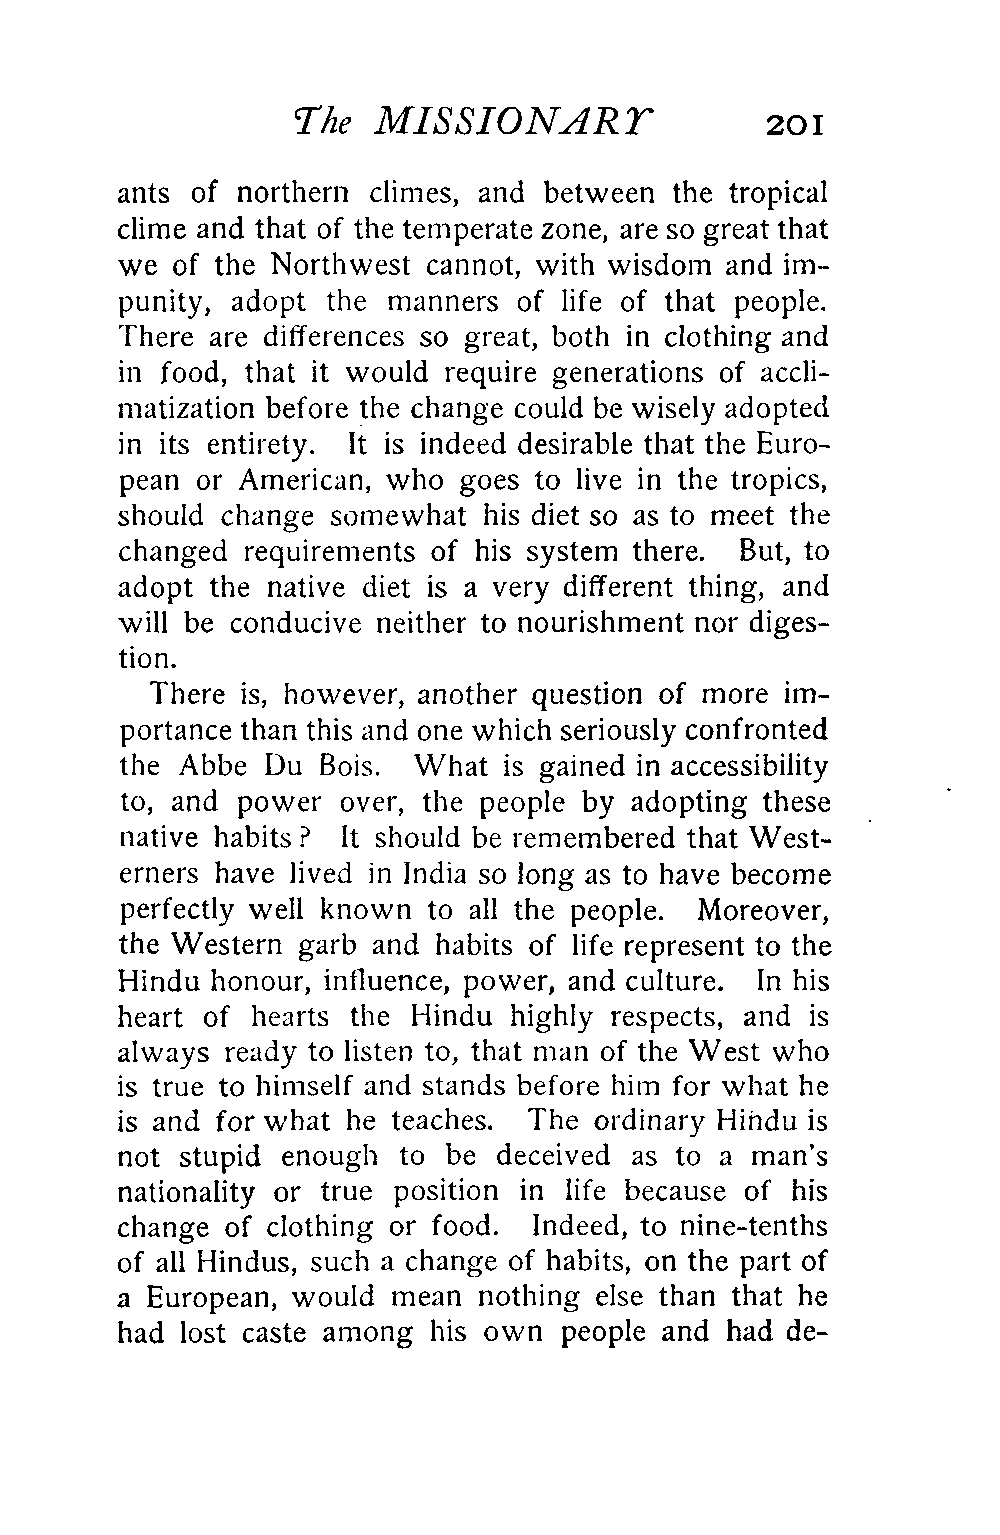 The MISSIONARY 201
ants of northern climes, and between the tropical
clime and that of the temperate zone, are so great that
we of the Northwest cannot, with wisdom and im-
punity, adopt the manners of life of that people.
There are differences so great, both in clothing and
in food, that it would require generations of accli-
matization before the change could be wisely adopted
in its entirety. It is indeed desirable that the Euro-
pean or American, who goes to live in the tropics,
should change somewhat his diet so as to meet the
changed requirements of his system there. But, to
adopt the native diet is a very different thing, and
will be conducive neither to nourishment nor diges-
tion.
There is, however, another question of more im-
portance than this and one which seriously confronted
the Abbe Du Bois. What is gained in accessibility
to, and power over, the people by adopting these
native habits? It should be remembered that West-
erners have lived in India so long as to have become
perfectly well known to all the people. Moreover,
the Western garb and habits of life represent to the
Hindu honour, influence, power, and culture. In his
heart of hearts the Hindu highly respects, and is
always ready to listen to, that man of the West who
is true to himself and stands before him for what he
is and for what he teaches. The ordinary Hindu is
not stupid enough to be deceived as to a man's
nationality or true position in life because of his
change of clothing or food. Indeed, to nine-tenths
of all Hindus, such a change of habits, on the part of
a European, would mean nothing else than that he
had lost caste among his own people and had de-